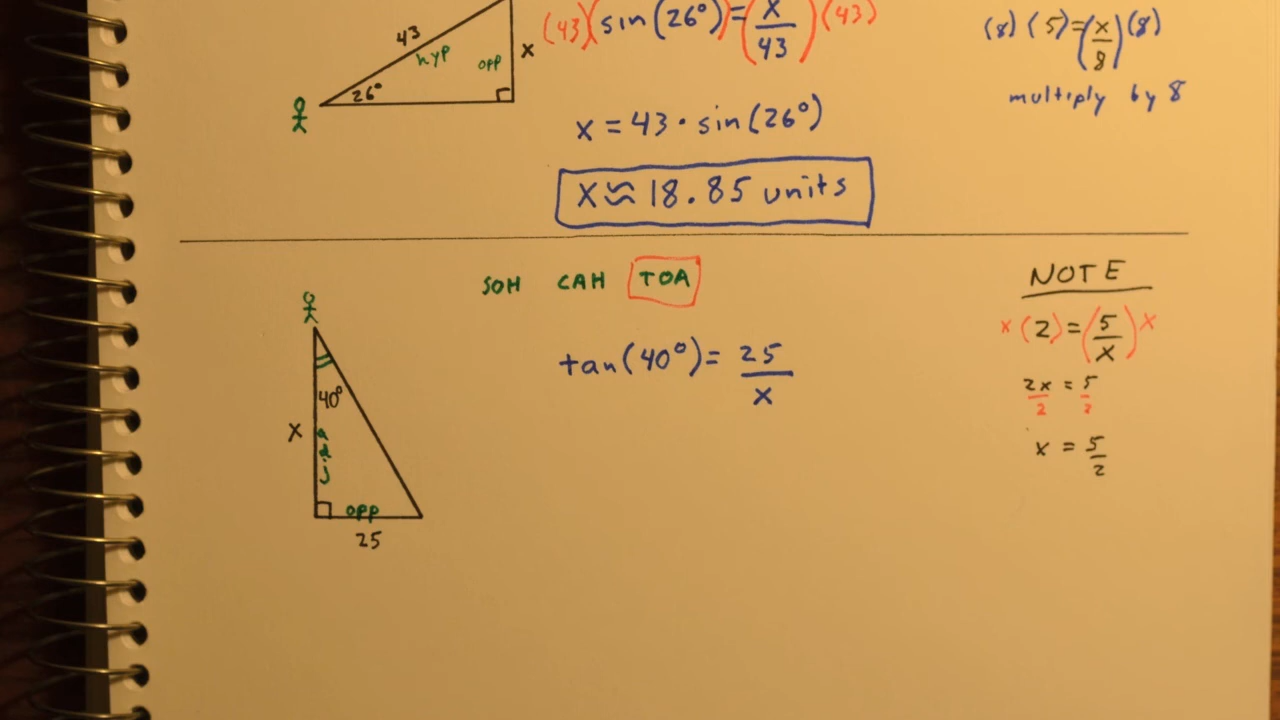 43
hyp
opp
x
26°
(43)(sin(26°))=(x/43)(43)
x = 43 · sin(26°)
x ≈ 18.85 units
(8)(5)=(x/8)(8)
multiply by 8
SOH CAH TOA
tan(40°) = 25/x
40°
x
adj
opp
25
NOTE
x(2)=(5/x)x
2x/2 = 5/2
x = 5/2